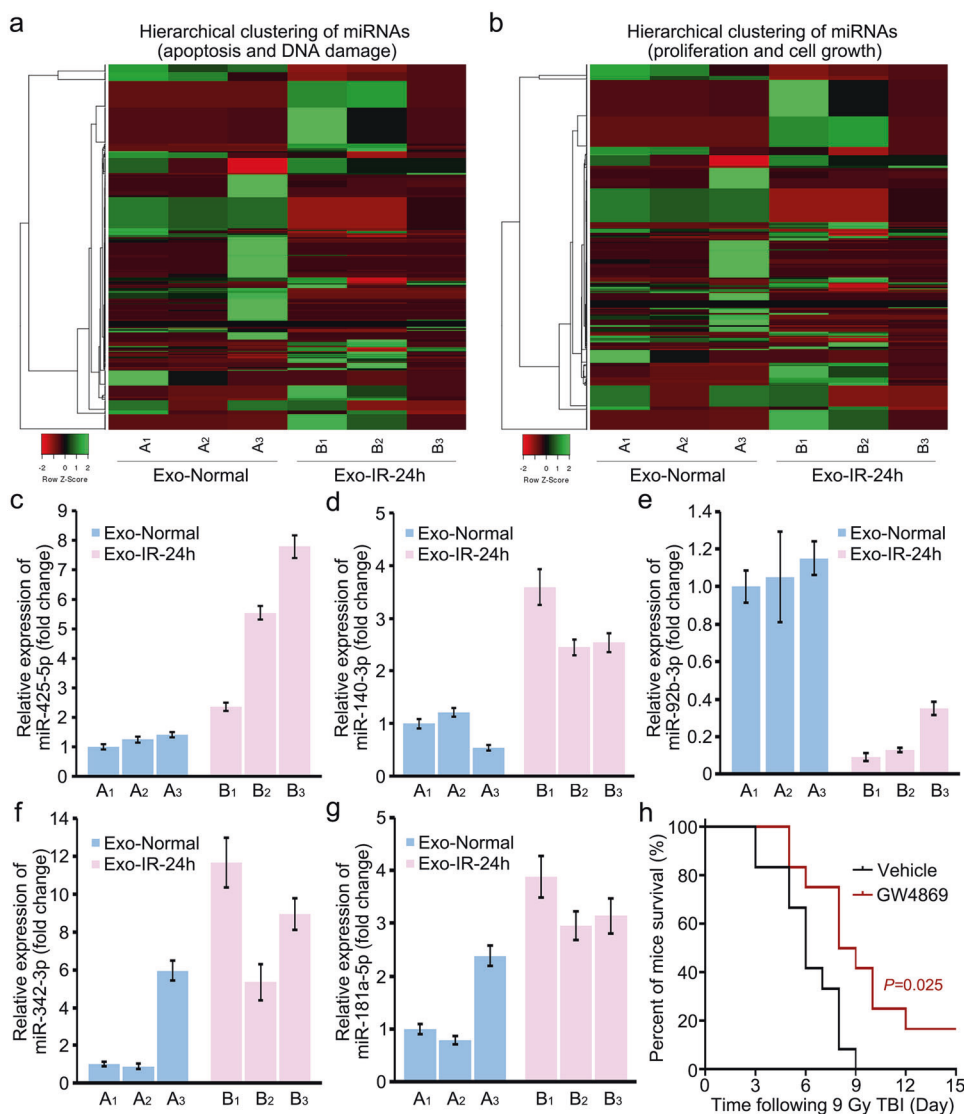 a
Hierarchical clustering of miRNAs
(apoptosis and DNA damage)
A1 A2 A3 B1 B2 B3
Exo-Normal Exo-IR-24h
-2 0 1 2
Row Z-Score
b
Hierarchical clustering of miRNAs
(proliferation and cell growth)
A1 A2 A3 B1 B2 B3
Exo-Normal Exo-IR-24h
-2 0 1 2
Row Z-Score
c
Relative expression of
miR-425-5p (fold change)
Exo-Normal
Exo-IR-24h
9
8
7
6
5
4
3
2
1
0
A1 A2 A3 B1 B2 B3
d
Relative expression of
miR-140-3p (fold change)
Exo-Normal
Exo-IR-24h
5
4
3
2
1
0
A1 A2 A3 B1 B2 B3
e
Relative expression of
miR-92b-3p (fold change)
Exo-Normal
Exo-IR-24h
1.4
1.2
1.0
0.8
0.6
0.4
0.2
0
A1 A2 A3 B1 B2 B3
f
Relative expression of
miR-342-3p (fold change)
Exo-Normal
Exo-IR-24h
14
12
10
8
6
4
2
0
A1 A2 A3 B1 B2 B3
g
Relative expression of
miR-181a-5p (fold change)
Exo-Normal
Exo-IR-24h
5
4
3
2
1
0
A1 A2 A3 B1 B2 B3
h
Percent of mice survival (%)
100
80
60
40
20
0
Vehicle
GW4869
P=0.025
0 3 6 9 12 15
Time following 9 Gy TBI (Day)